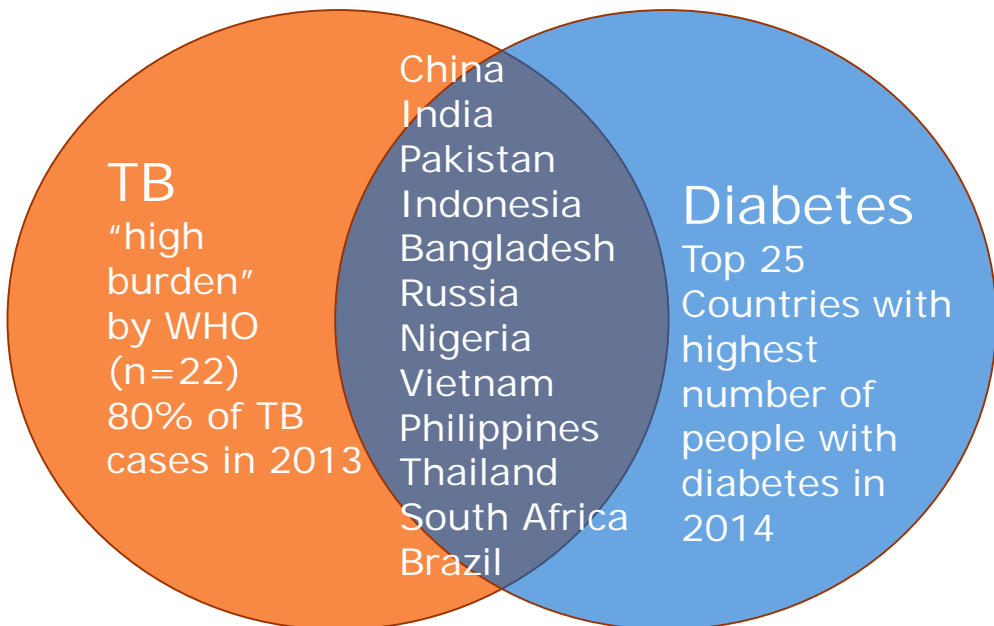 TB
“high
burden”
by WHO
(n=22)
80% of TB
cases in 2013
China
India
Pakistan
Indonesia
Bangladesh
Russia
Nigeria
Vietnam
Philippines
Thailand
South Africa
Brazil
Diabetes
Top 25
Countries with
highest
number of
people with
diabetes in
2014